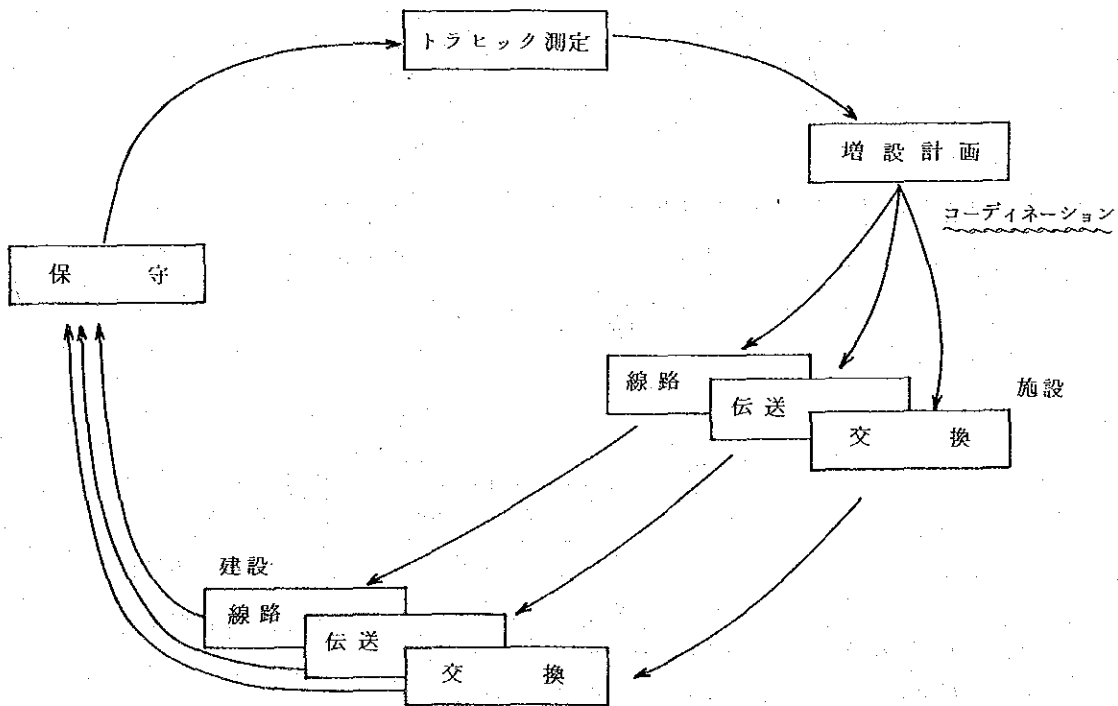 トラヒック測定
増設計画
コーディネーション
保守
線路
伝送
交換
施設
建設
線路
伝送
交換